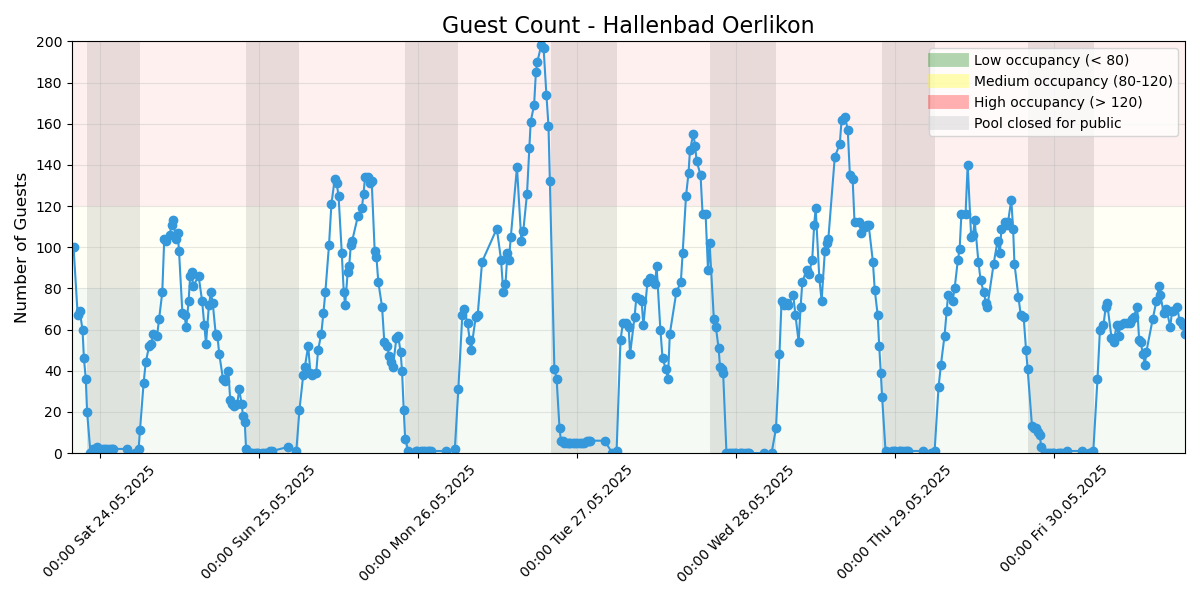 Guest Count - Hallenbad Oerlikon
Number of Guests
200
180
160
140
120
100
80
60
40
20
0
Low occupancy (< 80)
Medium occupancy (80-120)
High occupancy (> 120)
Pool closed for public
00:00 Sat 24.05.2025
00:00 Sun 25.05.2025
00:00 Mon 26.05.2025
00:00 Tue 27.05.2025
00:00 Wed 28.05.2025
00:00 Thu 29.05.2025
00:00 Fri 30.05.2025